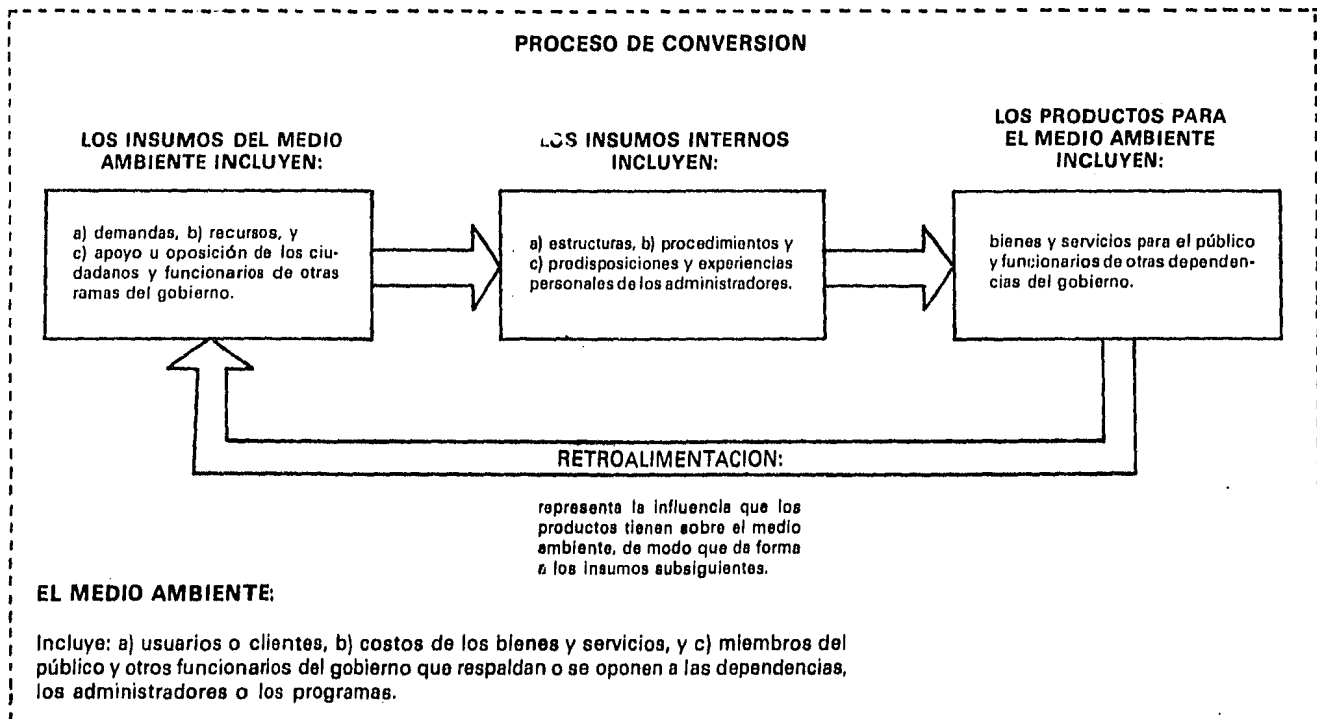 PROCESO DE CONVERSION
LOS INSUMOS DEL MEDIO
AMBIENTE INCLUYEN:
a) demandas, b) recursos, y
c) apoyo u oposición de los ciu-
dadanos y funcionarios de otras
ramas del gobierno.
LOS INSUMOS INTERNOS
INCLUYEN:
a) estructuras, b) procedimientos y
c) predisposiciones y experiencias
personales de los administradores.
LOS PRODUCTOS PARA
EL MEDIO AMBIENTE
INCLUYEN:
bienes y servicios para el público
y funcionarios de otras dependen-
cias del gobierno.
RETROALIMENTACION:
representa la influencia que los
productos tienen sobre el medio
ambiente, de modo que da forma
a los insumos subsiguientes.
EL MEDIO AMBIENTE:
Incluye: a) usuarios o clientes, b) costos de los bienes y servicios, y c) miembros del
público y otros funcionarios del gobierno que respaldan o se oponen a las dependencias,
los administradores o los programas.